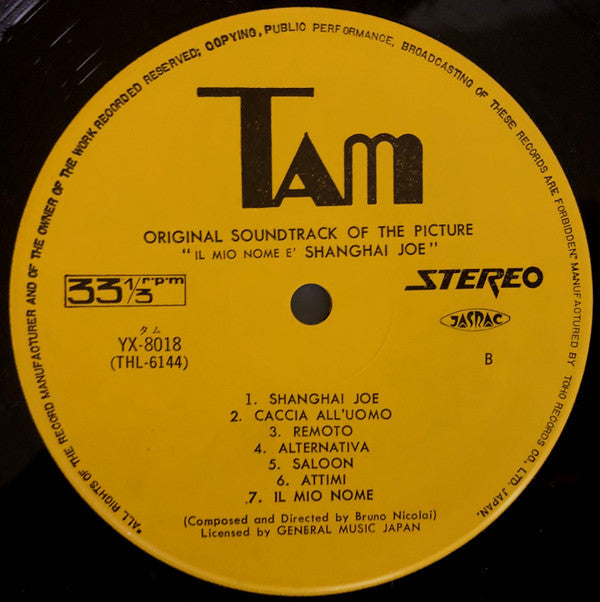 "ALL RIGHTS OF THE RECORD MANUFACTURER AND OF THE OWNER OF THE WORK RECORDED RESERVED; COPYING, PUBLIC PERFORMANCE, BROADCASTING OF THESE RECORDS ARE FORBIDDEN" MANUFACTURED BY TOHO RECORDS CO., LTD. JAPAN.
TAM
ORIGINAL SOUNDTRACK OF THE PICTURE
"IL MIO NOME E' SHANGHAI JOE"
33 1/3 r·p·m
STEREO
タム
YX-8018
(THL-6144)
JASRAC
B
1. SHANGHAI JOE
2. CACCIA ALL'UOMO
3. REMOTO
4. ALTERNATIVA
5. SALOON
6. ATTIMI
7. IL MIO NOME
(Composed and Directed by Bruno Nicolai)
Licensed by GENERAL MUSIC JAPAN